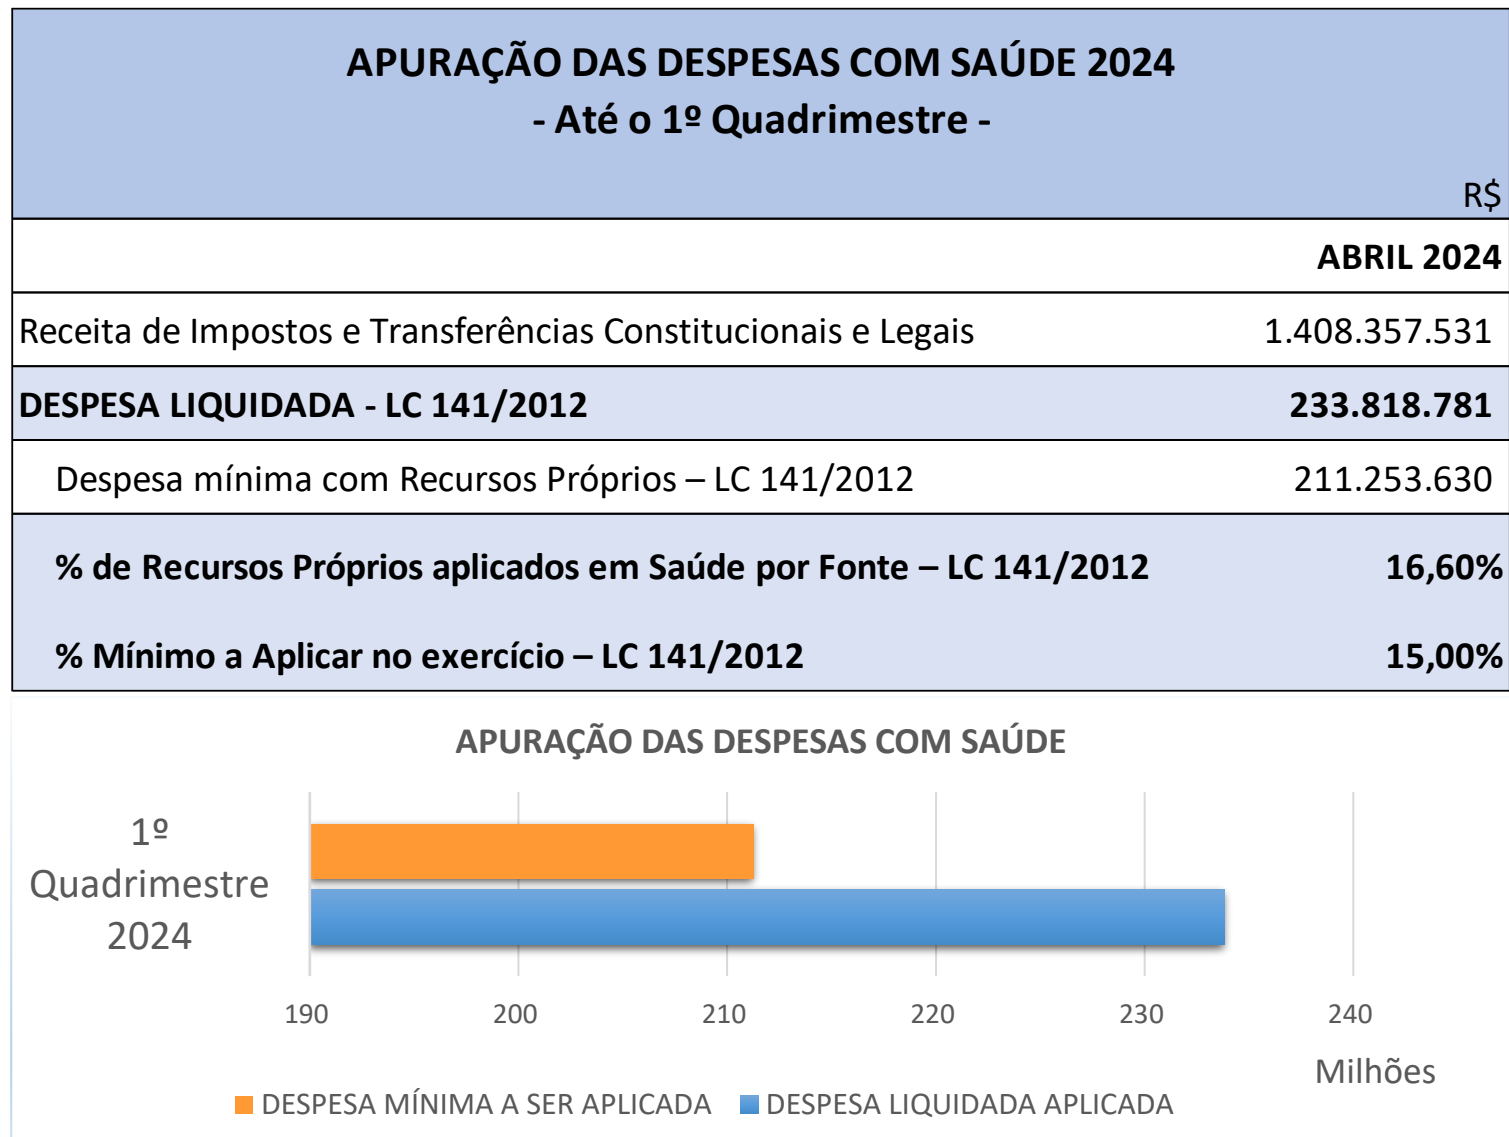 APURAÇÃO DAS DESPESAS COM SAÚDE 2024
- Até o 1º Quadrimestre -
R$
ABRIL 2024
Receita de Impostos e Transferências Constitucionais e Legais 1.408.357.531
DESPESA LIQUIDADA - LC 141/2012 233.818.781
Despesa mínima com Recursos Próprios – LC 141/2012 211.253.630
% de Recursos Próprios aplicados em Saúde por Fonte – LC 141/2012 16,60%
% Mínimo a Aplicar no exercício – LC 141/2012 15,00%
APURAÇÃO DAS DESPESAS COM SAÚDE
1º
Quadrimestre
2024
190 200 210 220 230 240
Milhões
DESPESA MÍNIMA A SER APLICADA DESPESA LIQUIDADA APLICADA